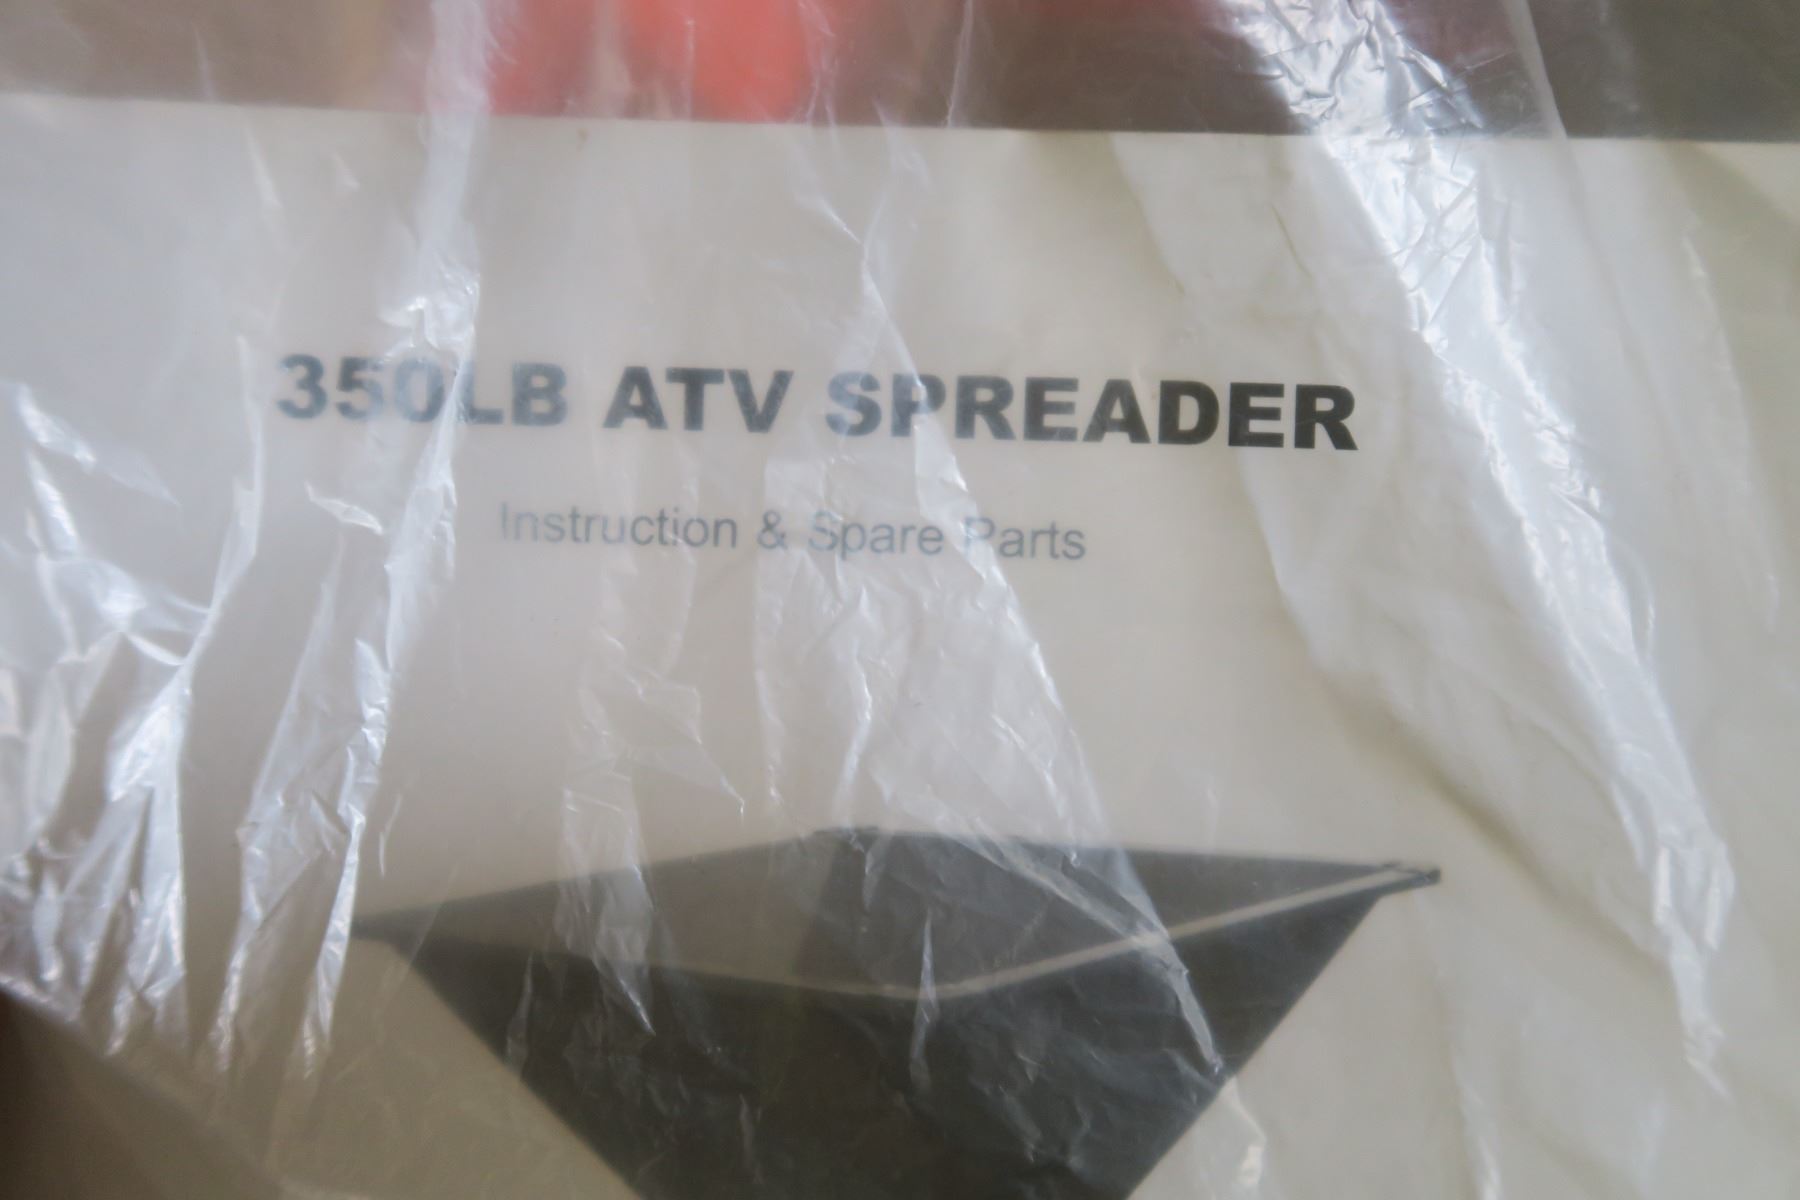 350LB ATV SPREADER
Instruction & Spare Parts